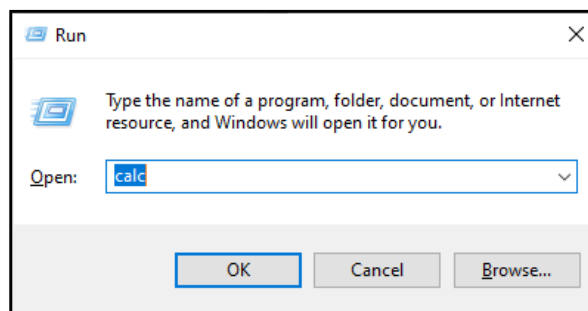 Run
Type the name of a program, folder, document, or Internet
resource, and Windows will open it for you.
Open: calc
OK Cancel Browse...